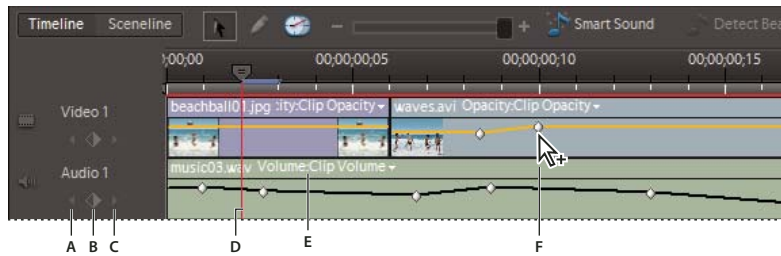 Timeline Sceneline − + Smart Sound Detect Bea
;00;00 00;00;00;05 00;00;00;10 00;00;00;15
Video 1 beachball01.jpg :ity:Clip Opacity waves.avi Opacity:Clip Opacity
Audio 1 music03.wav Volume:Clip Volume
A B C D E F